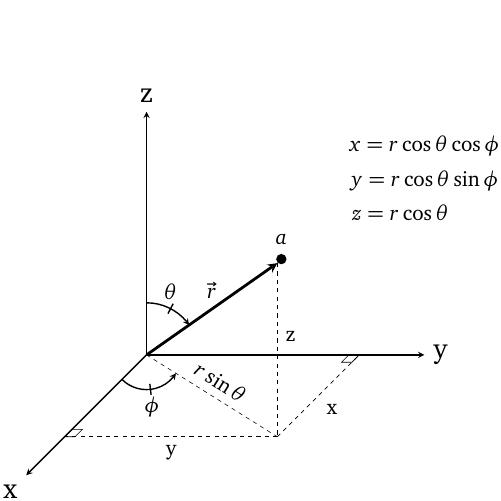 z
x = r cos θ cos ϕ
y = r cos θ sin ϕ
z = r cos θ
a
θ
r⃗
z
y
r sin θ
ϕ
x
y
x